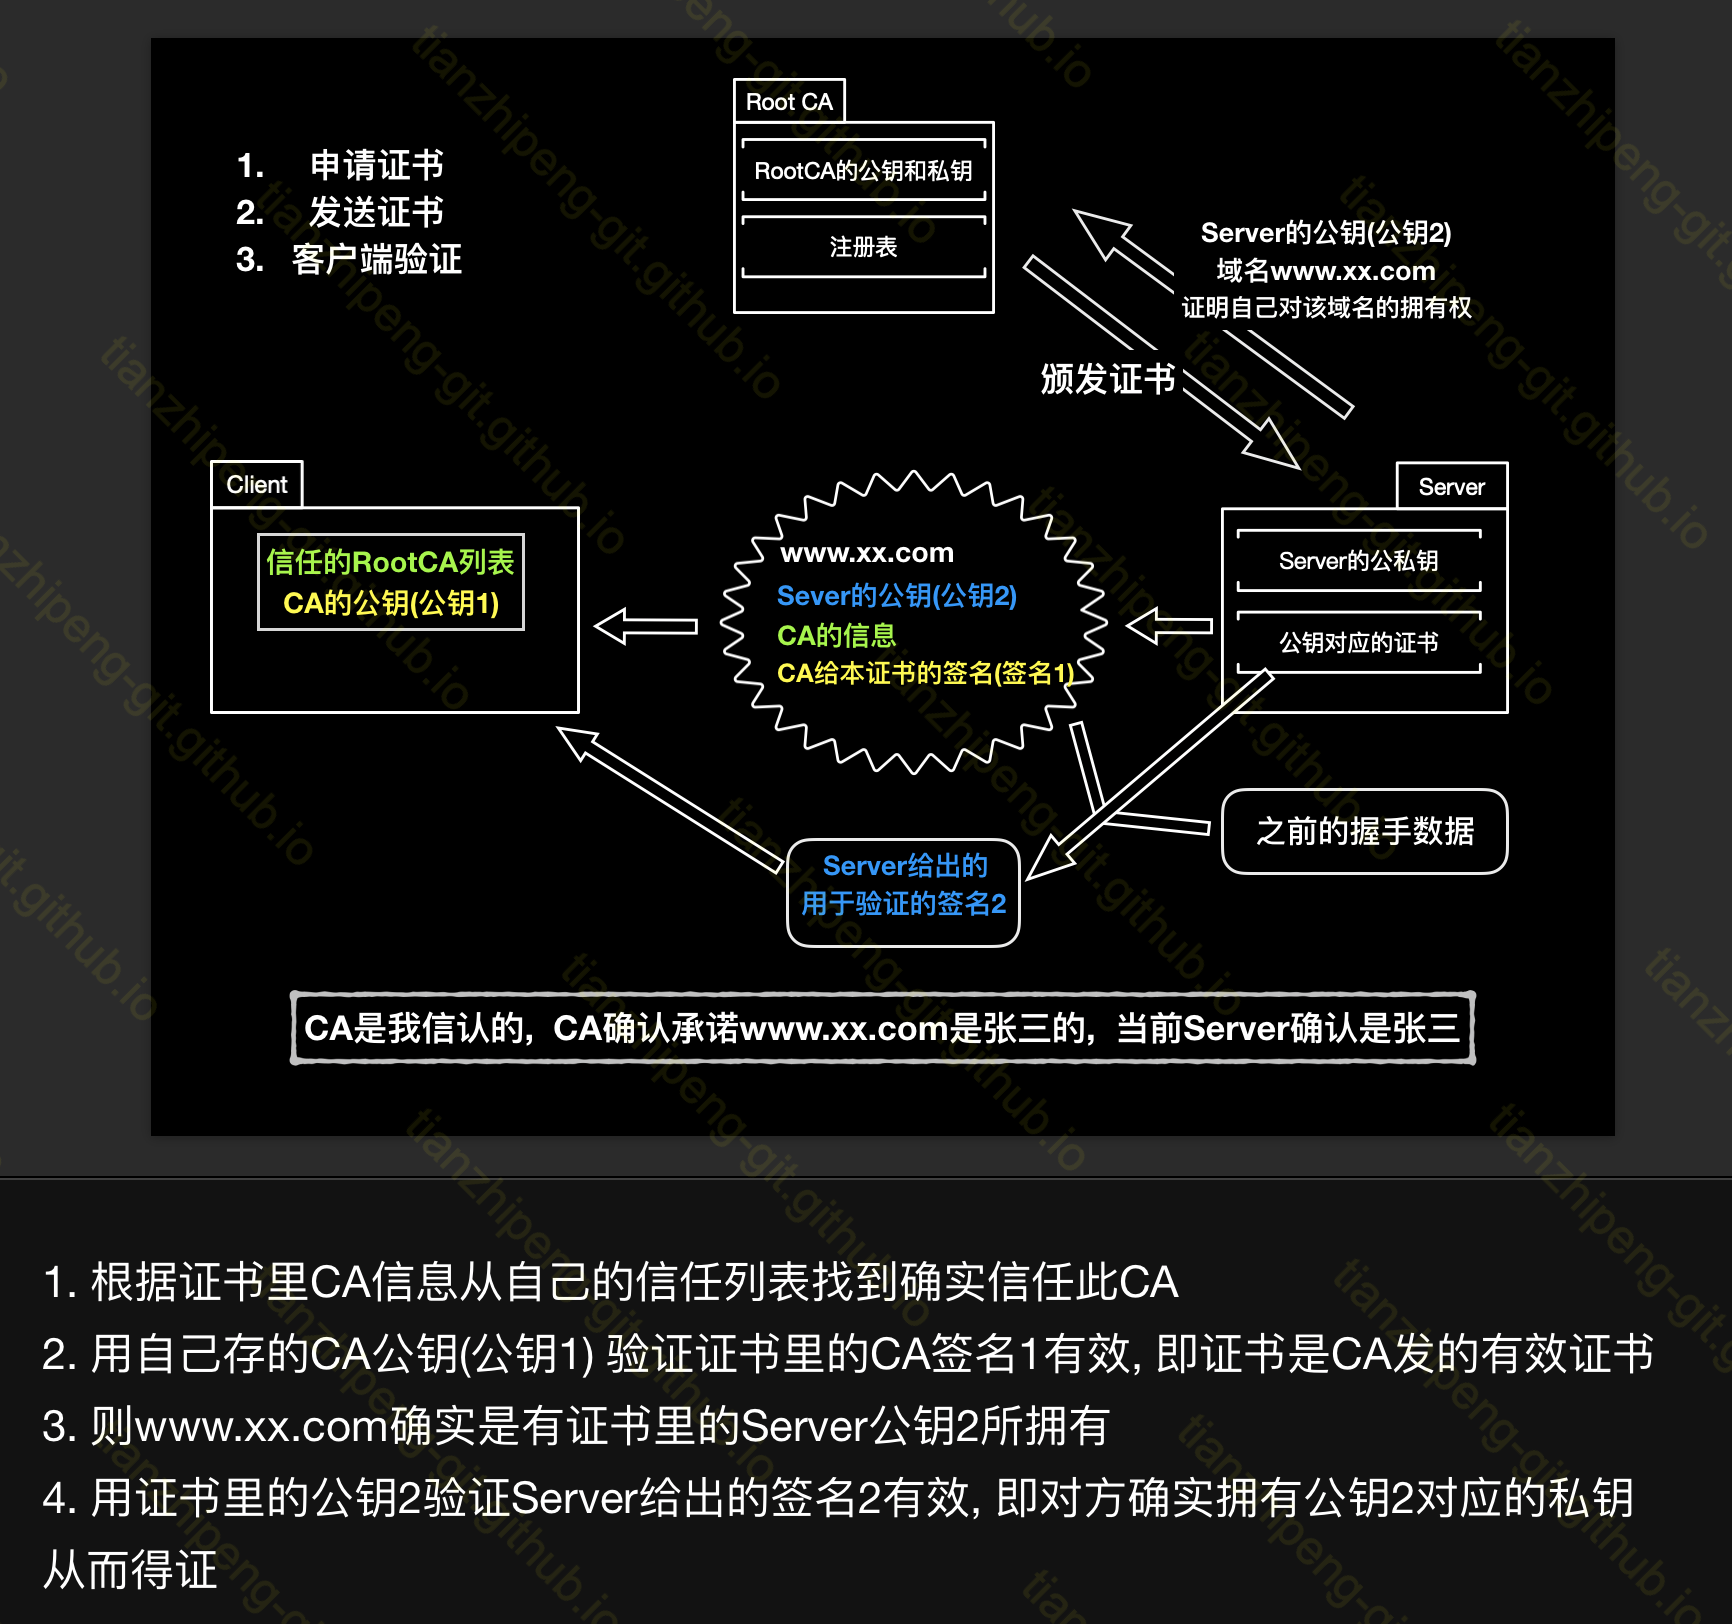 Root CA
RootCA的公钥和私钥
注册表
1. 申请证书
2. 发送证书
3. 客户端验证
Server的公钥(公钥2)
域名www.xx.com
证明自己对该域名的拥有权
颁发证书
Client
信任的RootCA列表
CA的公钥(公钥1)
www.xx.com
Sever的公钥(公钥2)
CA的信息
CA给本证书的签名(签名1)
Server
Server的公私钥
公钥对应的证书
之前的握手数据
Server给出的
用于验证的签名2
CA是我信认的, CA确认承诺www.xx.com是张三的, 当前Server确认是张三
1. 根据证书里CA信息从自己的信任列表找到确实信任此CA
2. 用自己存的CA公钥(公钥1) 验证证书里的CA签名1有效, 即证书是CA发的有效证书
3. 则www.xx.com确实是有证书里的Server公钥2所拥有
4. 用证书里的公钥2验证Server给出的签名2有效, 即对方确实拥有公钥2对应的私钥
从而得证
tianzhipeng-git.github.io